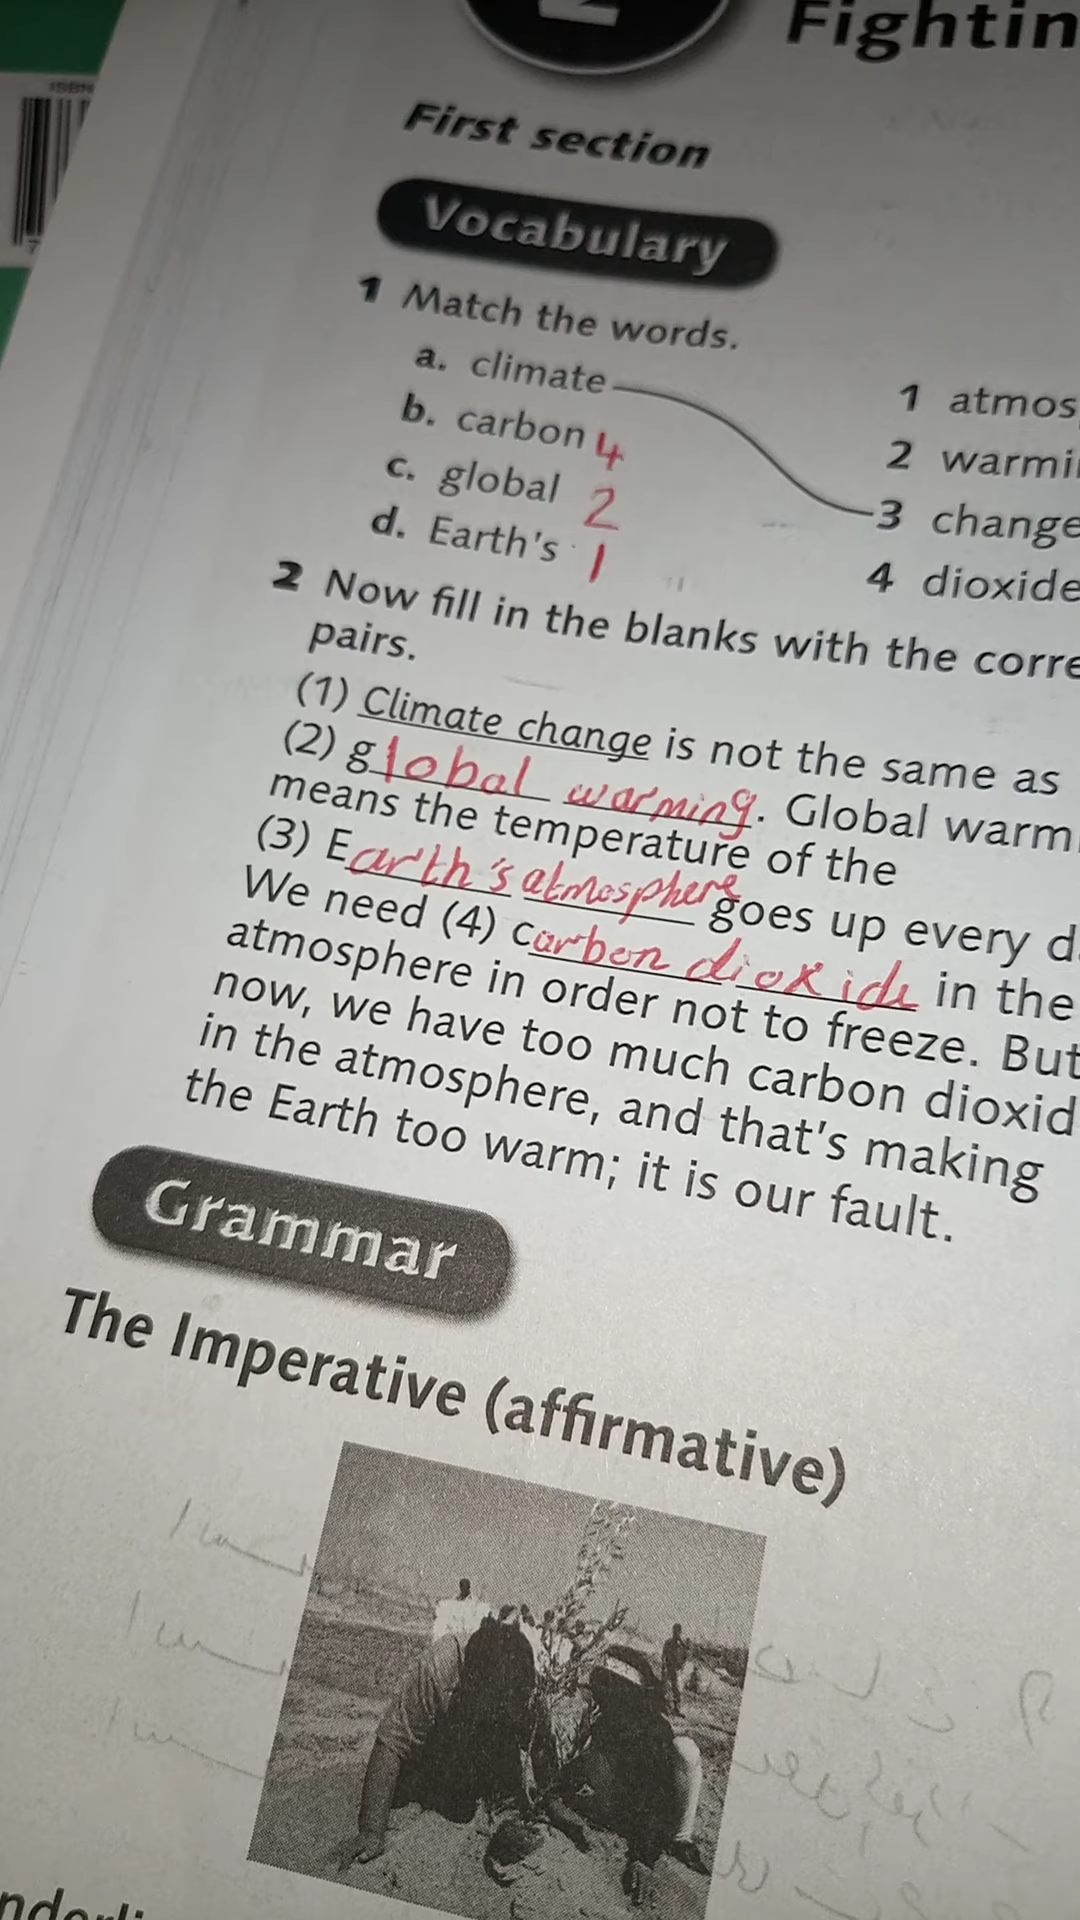 2
Fightin
ISBN
First section
Vocabulary
1 Match the words.
a. climate
b. carbon 4
c. global 2
d. Earth's 1
1 atmos
2 warmi
3 change
4 dioxide
2 Now fill in the blanks with the corre
pairs.
(1) Climate change is not the same as
(2) global warming. Global warm
means the temperature of the
(3) Earth's atmosphere goes up every d
We need (4) carbon dioxide in the
atmosphere in order not to freeze. But
now, we have too much carbon dioxid
in the atmosphere, and that's making
the Earth too warm; it is our fault.
Grammar
The Imperative (affirmative)